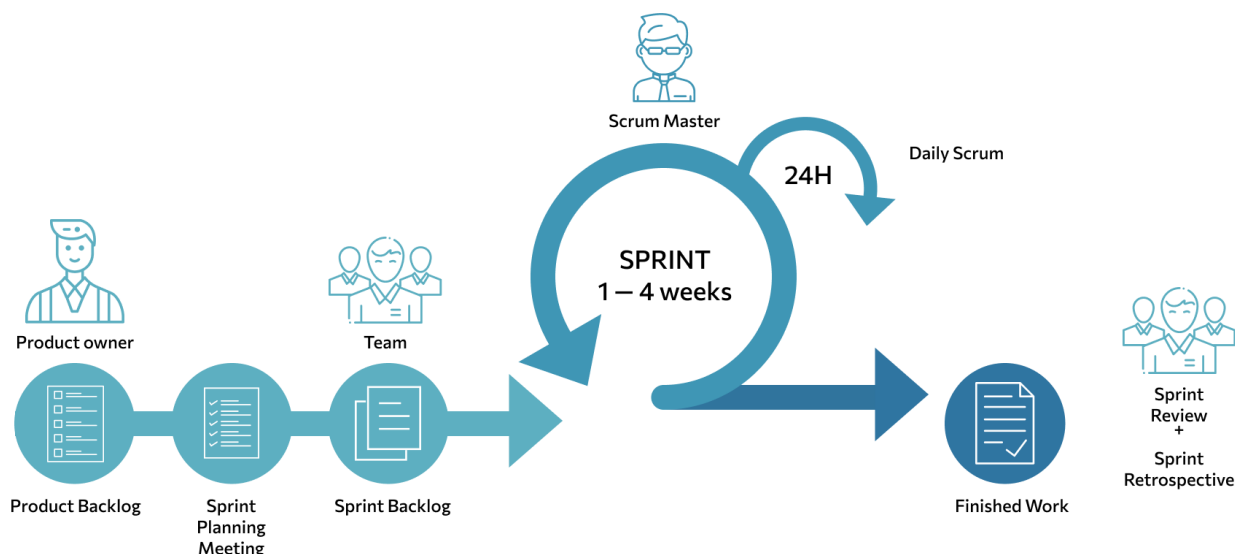 Scrum Master
Daily Scrum
24H
SPRINT
1 — 4 weeks
Product owner
Team
Product Backlog
Sprint
Planning
Meeting
Sprint Backlog
Finished Work
Sprint
Review
+
Sprint
Retrospective